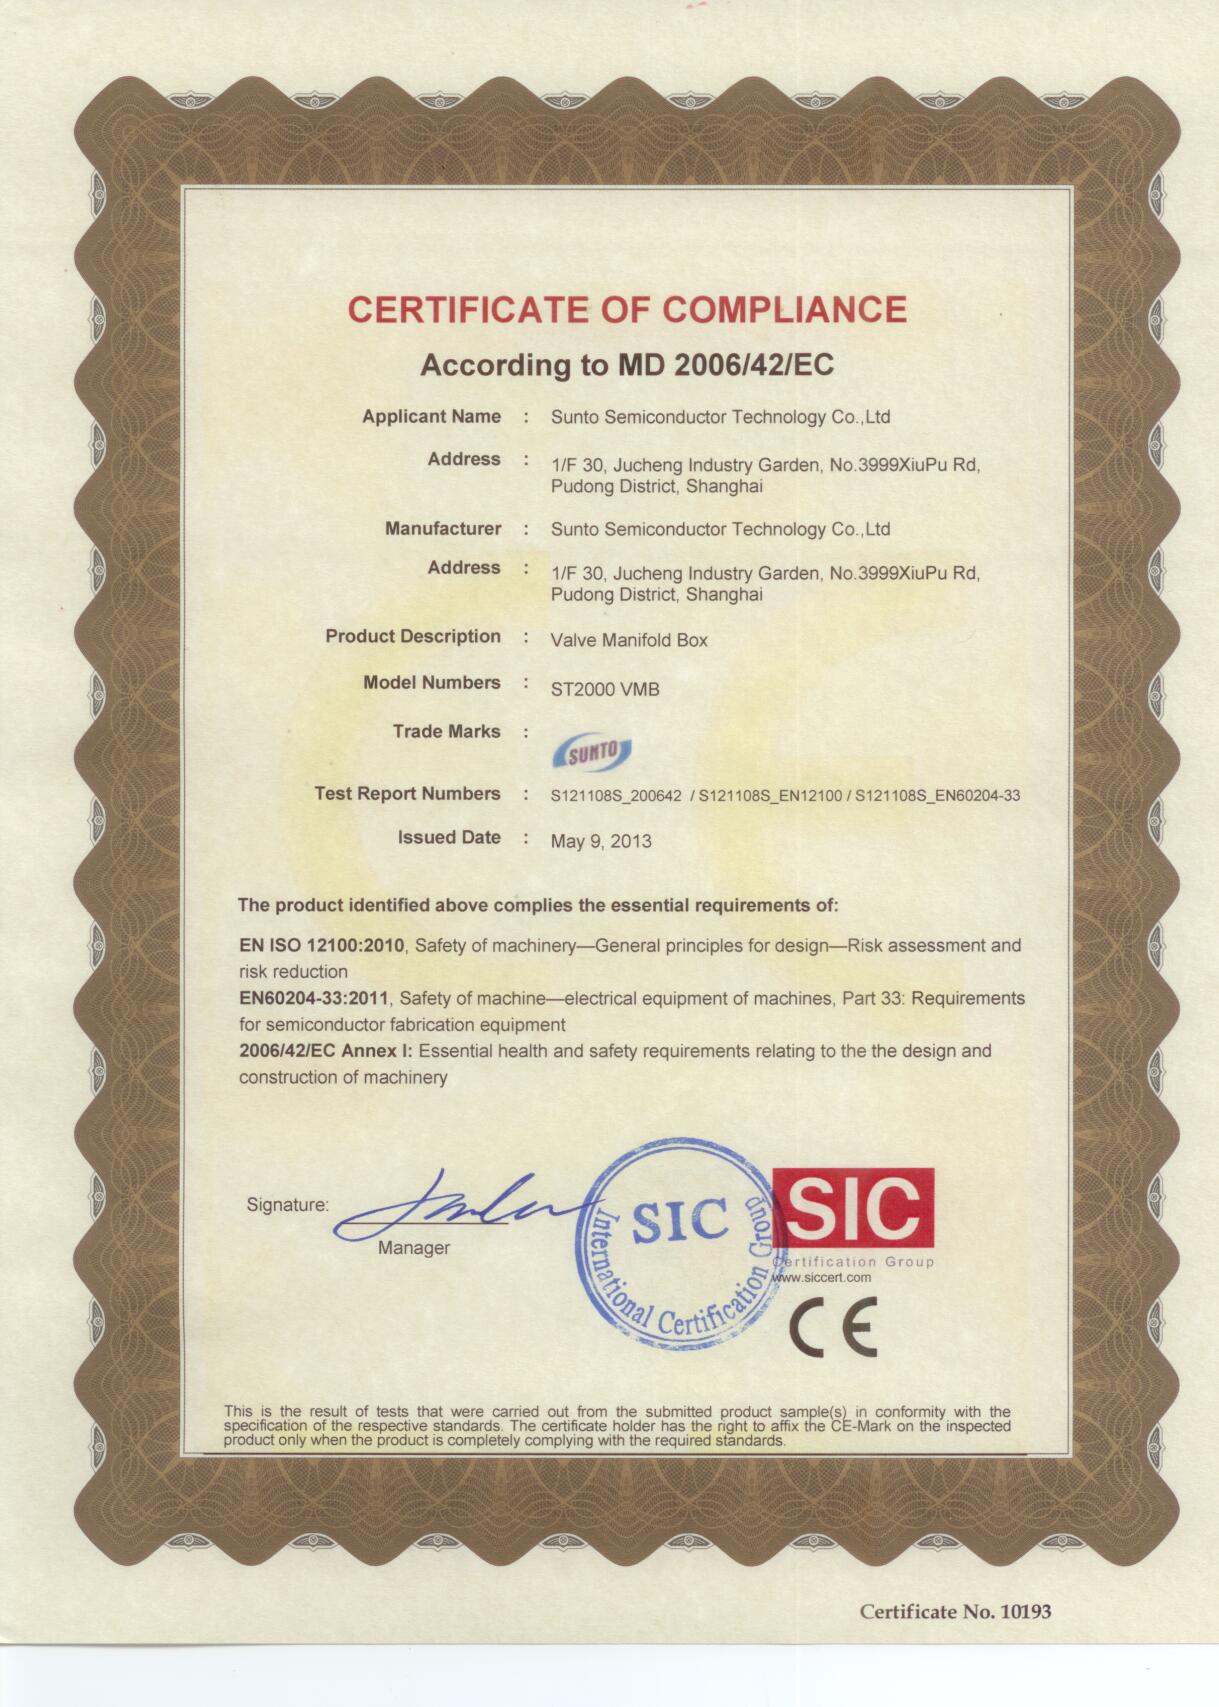 CERTIFICATE OF COMPLIANCE
According to MD 2006/42/EC
Applicant Name : Sunto Semiconductor Technology Co.,Ltd
Address : 1/F 30, Jucheng Industry Garden, No.3999XiuPu Rd,
Pudong District, Shanghai
Manufacturer : Sunto Semiconductor Technology Co.,Ltd
Address : 1/F 30, Jucheng Industry Garden, No.3999XiuPu Rd,
Pudong District, Shanghai
Product Description : Valve Manifold Box
Model Numbers : ST2000 VMB
Trade Marks :
SUNTO
Test Report Numbers : S121108S_200642 / S121108S_EN12100 / S121108S_EN60204-33
Issued Date : May 9, 2013
The product identified above complies the essential requirements of:
EN ISO 12100:2010, Safety of machinery—General principles for design—Risk assessment and
risk reduction
EN60204-33:2011, Safety of machine—electrical equipment of machines, Part 33: Requirements
for semiconductor fabrication equipment
2006/42/EC Annex I: Essential health and safety requirements relating to the the design and
construction of machinery
Signature:
Manager
SIC
International Certification Group
SIC
Certification Group
www.siccert.com
CE
This is the result of tests that were carried out from the submitted product sample(s) in conformity with the
specification of the respective standards. The certificate holder has the right to affix the CE-Mark on the inspected
product only when the product is completely complying with the required standards.
Certificate No. 10193